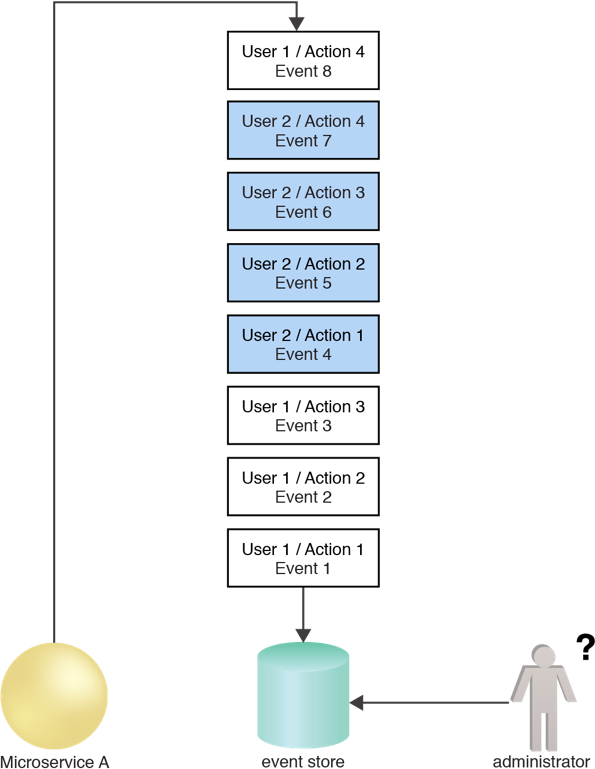 User 1 / Action 4
Event 8
User 2 / Action 4
Event 7
User 2 / Action 3
Event 6
User 2 / Action 2
Event 5
User 2 / Action 1
Event 4
User 1 / Action 3
Event 3
User 1 / Action 2
Event 2
User 1 / Action 1
Event 1
?
Microservice A
event store
administrator